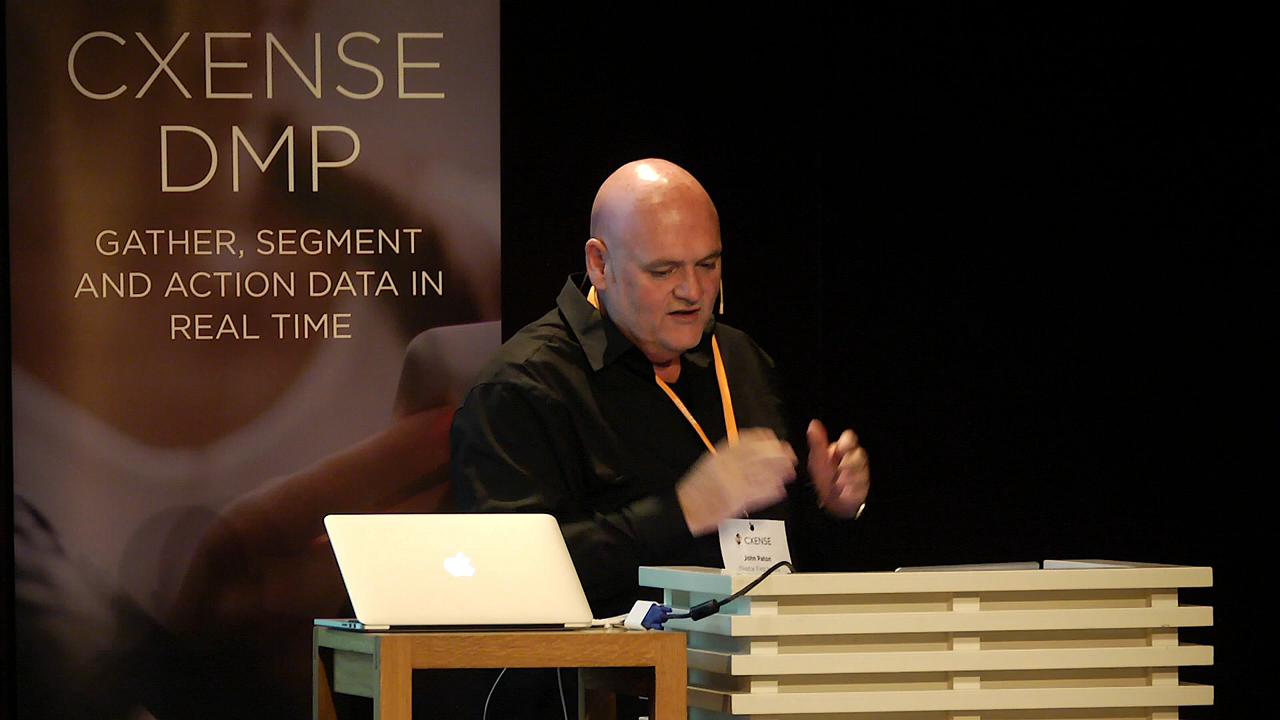 CXENSE
DMP
GATHER, SEGMENT
AND ACTION DATA IN
REAL TIME
CXENSE
John Paton